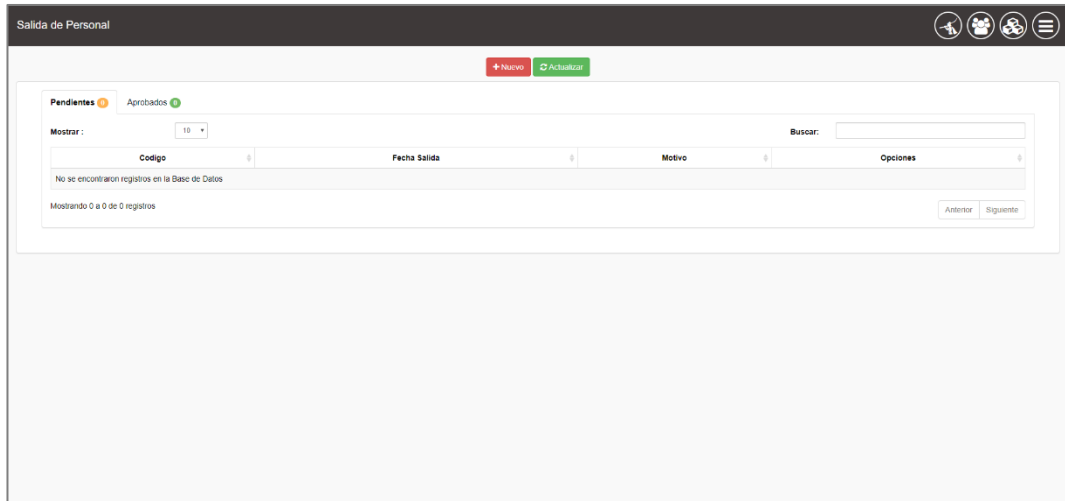 Salida de Personal
+ Nuevo Actualizar
Pendientes 0 Aprobados 0
Mostrar : 10 Buscar:
Codigo Fecha Salida Motivo Opciones
No se encontraron registros en la Base de Datos
Mostrando 0 a 0 de 0 registros
Anterior Siguiente